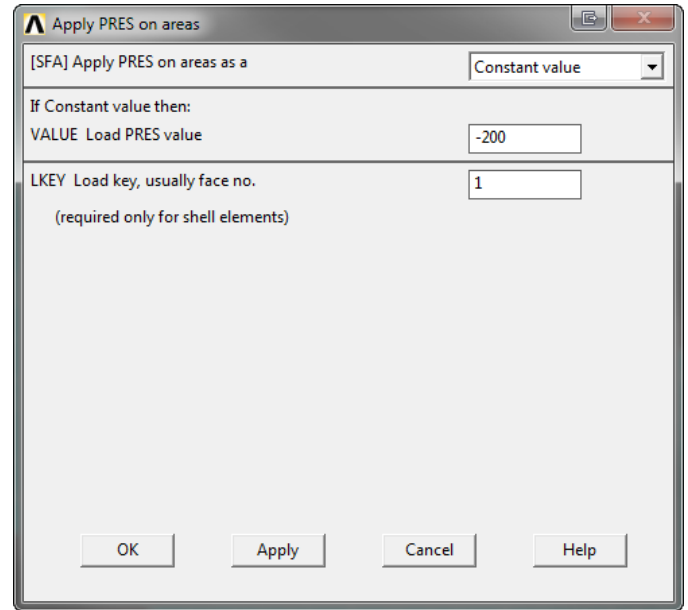 Apply PRES on areas
[SFA] Apply PRES on areas as a Constant value
If Constant value then:
VALUE Load PRES value -200
LKEY Load key, usually face no. 1
(required only for shell elements)
OK Apply Cancel Help